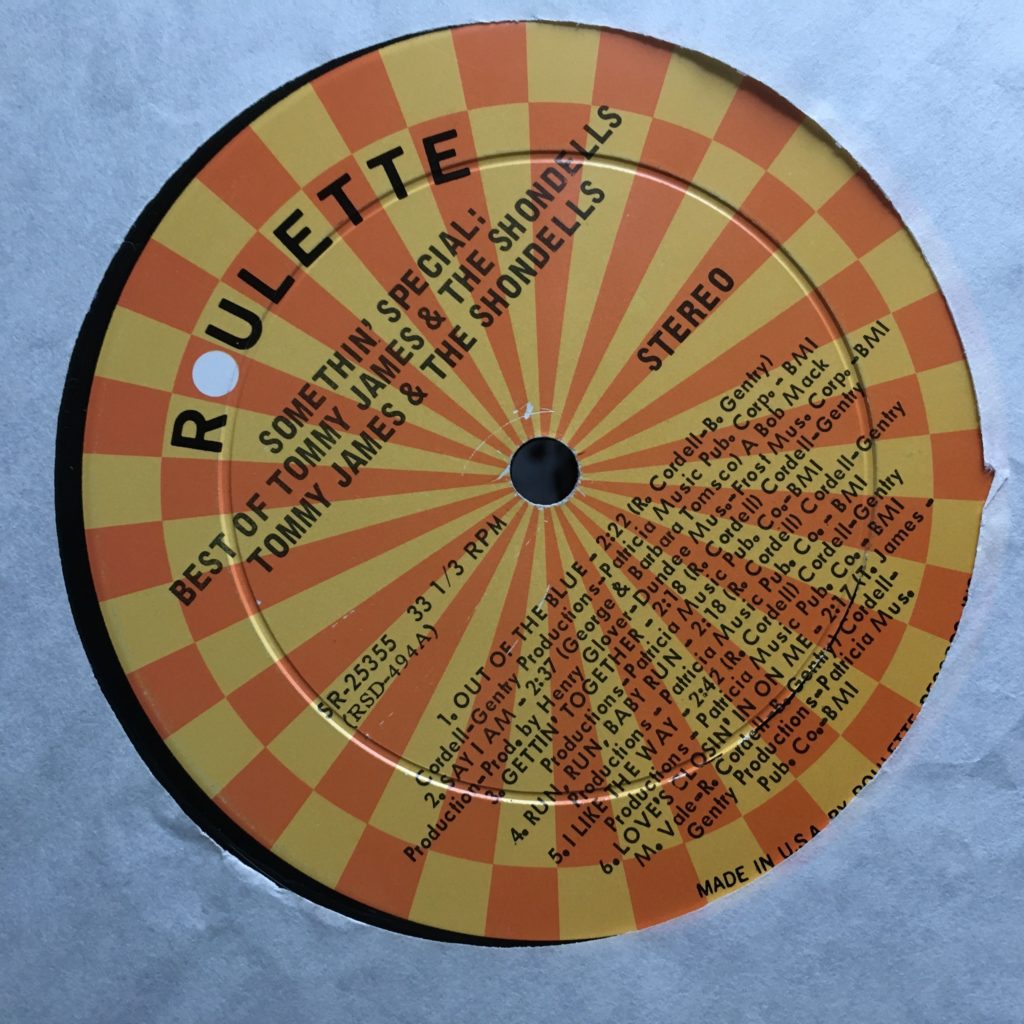 ROULETTE
SOMETHIN' SPECIAL:
BEST OF TOMMY JAMES & THE SHONDELLS
TOMMY JAMES & THE SHONDELLS
STEREO
SR-25355 33 1/3 RPM
(RSD-494A)
1. OUT OF THE BLUE - 2:22 (R. Cordell-B. Gentry)
Cordell-Gentry Productions-Patricia Music Pub. Corp. - BMI
2. SAY I AM - 2:37 (George & Barbara Tomsco) A Bob Mack
Production-Prod. by Henry Glover-Dundee Mus.-Frost Mus. Corp. -BMI
3. GETTIN' TOGETHER - 2:18 (R. Cordell) Cordell-Gentry
Productions - Patricia Music Pub. Co.-BMI
4. RUN, RUN, BABY RUN - 2:18 (R. Cordell) Cordell-Gentry
Productions - Patricia Music Pub. Co. - BMI
5. I LIKE THE WAY - 2:42 (R. Cordell) Cordell-Gentry
Productions - Patricia Music Pub. Co. - BMI
6. LOVE'S CLOSIN' IN ON ME - 2:12 (T. James -
M. Vale-R. Cordell-B. Gentry) Cordell-
Gentry Productions-Patricia Mus.
Pub. Co.-BMI
MADE IN U.S.A. BY ROULETTE